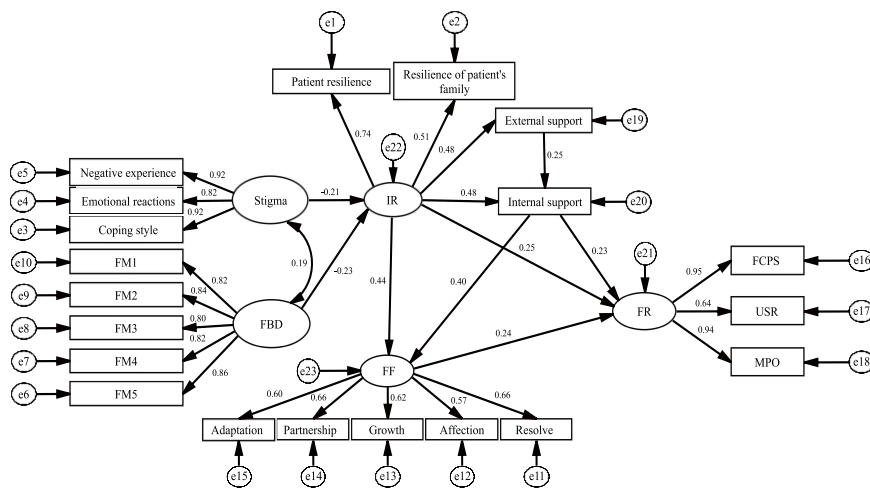 e1
e2
Patient resilience
Resilience of patient's
family
0.74
0.51
0.48
External support
e19
e22
0.25
e5
Negative experience
0.92
e4
Emotional reactions
0.82
e3
Coping style
0.92
Stigma
-0.21
IR
0.48
Internal support
e20
e10
FM1
0.82
e9
FM2
0.84
e8
FM3
0.80
e7
FM4
0.82
e6
FM5
0.86
FBD
0.19
-0.23
0.44
0.25
0.40
0.23
e21
FR
0.95
FCPS
e16
0.64
USR
e17
0.94
MPO
e18
0.24
e23
FF
0.60
0.66
0.62
0.57
0.66
Adaptation
Partnership
Growth
Affection
Resolve
e15
e14
e13
e12
e11